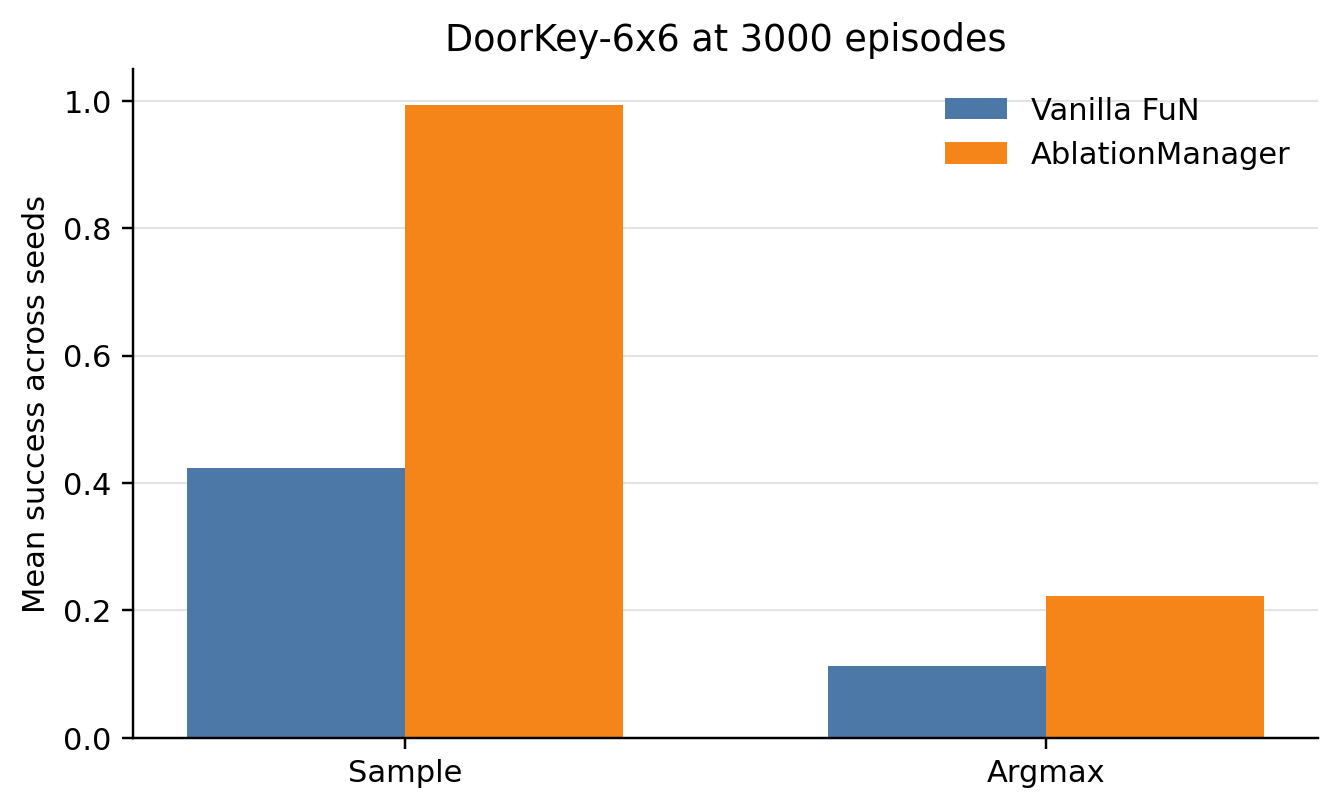 DoorKey-6x6 at 3000 episodes
Mean success across seeds
1.0
0.8
0.6
0.4
0.2
0.0
Vanilla FuN
AblationManager
Sample
Argmax